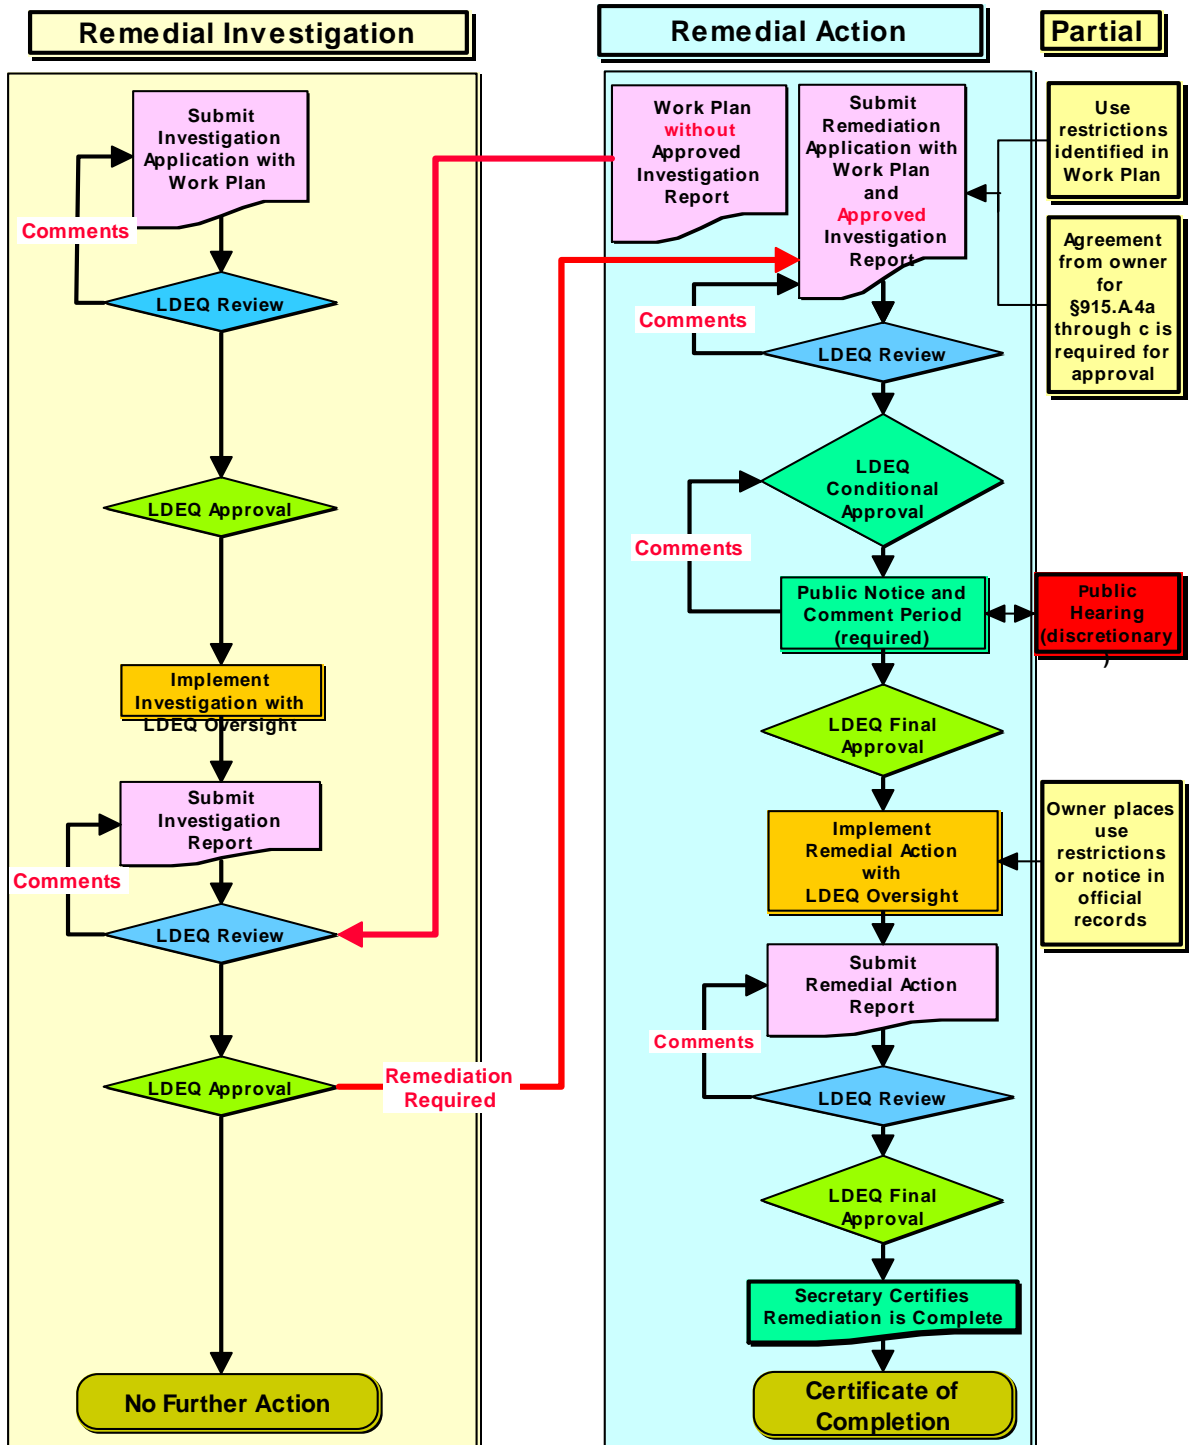 Remedial Investigation
Submit
Investigation
Application with
Work Plan
Comments
LDEQ Review
LDEQ Approval
Implement
Investigation with
LDEQ Oversight
Submit
Investigation
Report
Comments
LDEQ Review
LDEQ Approval
Remediation
Required
No Further Action
Remedial Action
Work Plan
without
Approved
Investigation
Report
Submit
Remediation
Application with
Work Plan
and
Approved
Investigation
Report
Comments
LDEQ Review
LDEQ
Conditional
Approval
Comments
Public Notice and
Comment Period
(required)
LDEQ Final
Approval
Implement
Remedial Action
with
LDEQ Oversight
Submit
Remedial Action
Report
Comments
LDEQ Review
LDEQ Final
Approval
Secretary Certifies
Remediation is Complete
Certificate of
Completion
Partial
Use
restrictions
identified in
Work Plan
Agreement
from owner
for
§915.A.4a
through c is
required for
approval
Public
Hearing
(discretionary
)
Owner places
use
restrictions
or notice in
official
records